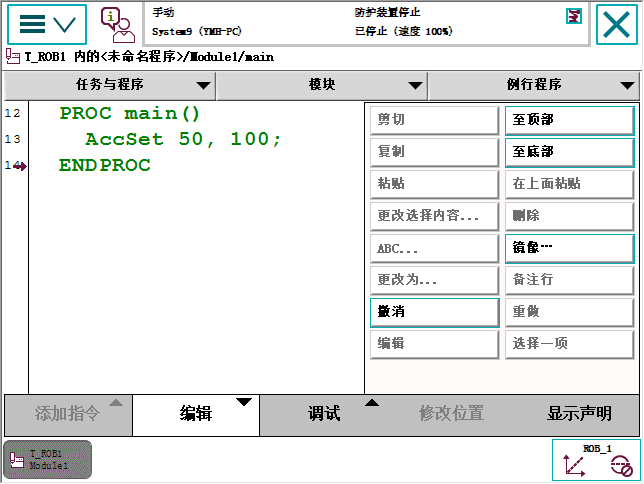 手动
防护装置停止
System9 (YMH-PC)
已停止 (速度 100%)
T_ROB1 内的<未命名程序>/Module1/main
任务与程序
模块
例行程序
12 PROC main()
13 AccSet 50, 100;
14 ENDPROC
剪切
至顶部
复制
至底部
粘贴
在上面粘贴
更改选择内容...
删除
ABC...
镜像…
更改为...
备注行
撤消
重做
编辑
选择一项
添加指令
编辑
调试
修改位置
显示声明
T_ROB1
Module1
ROB_1